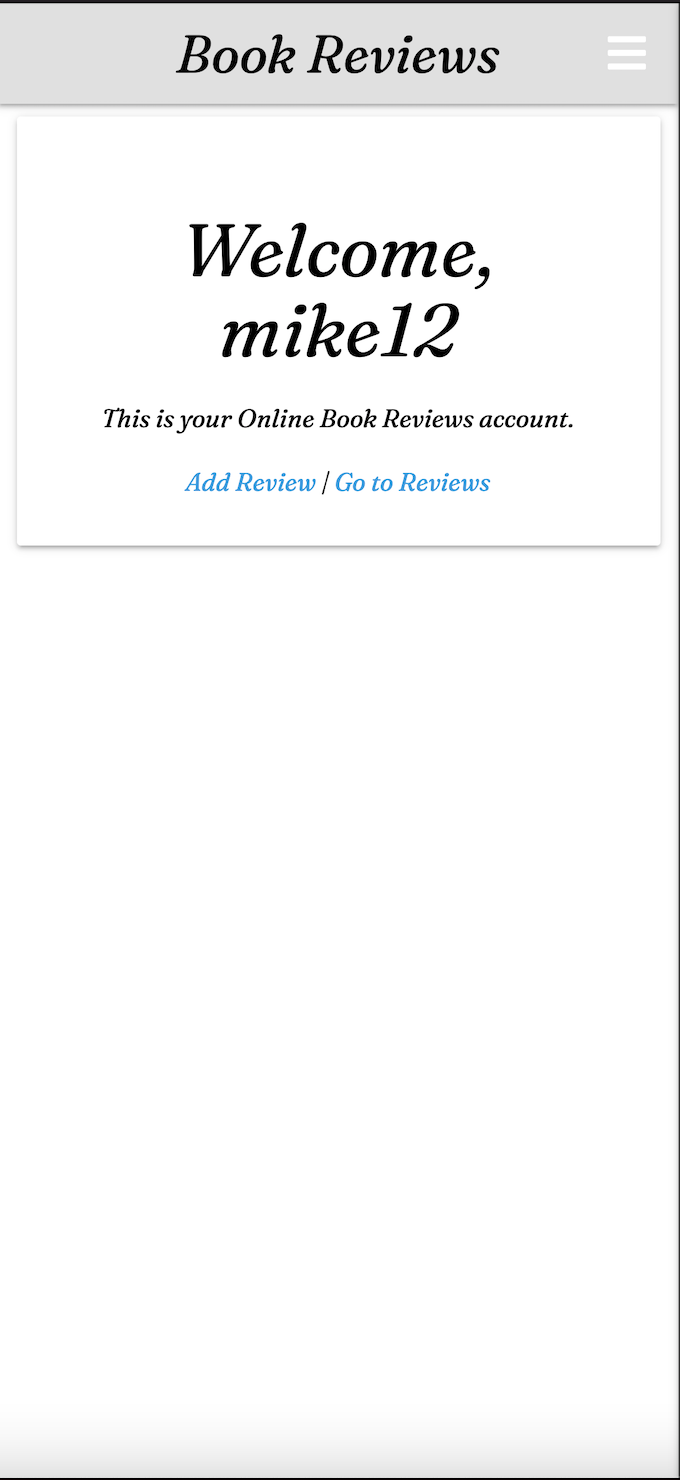 Book Reviews
Welcome,
mike12
This is your Online Book Reviews account.
Add Review | Go to Reviews